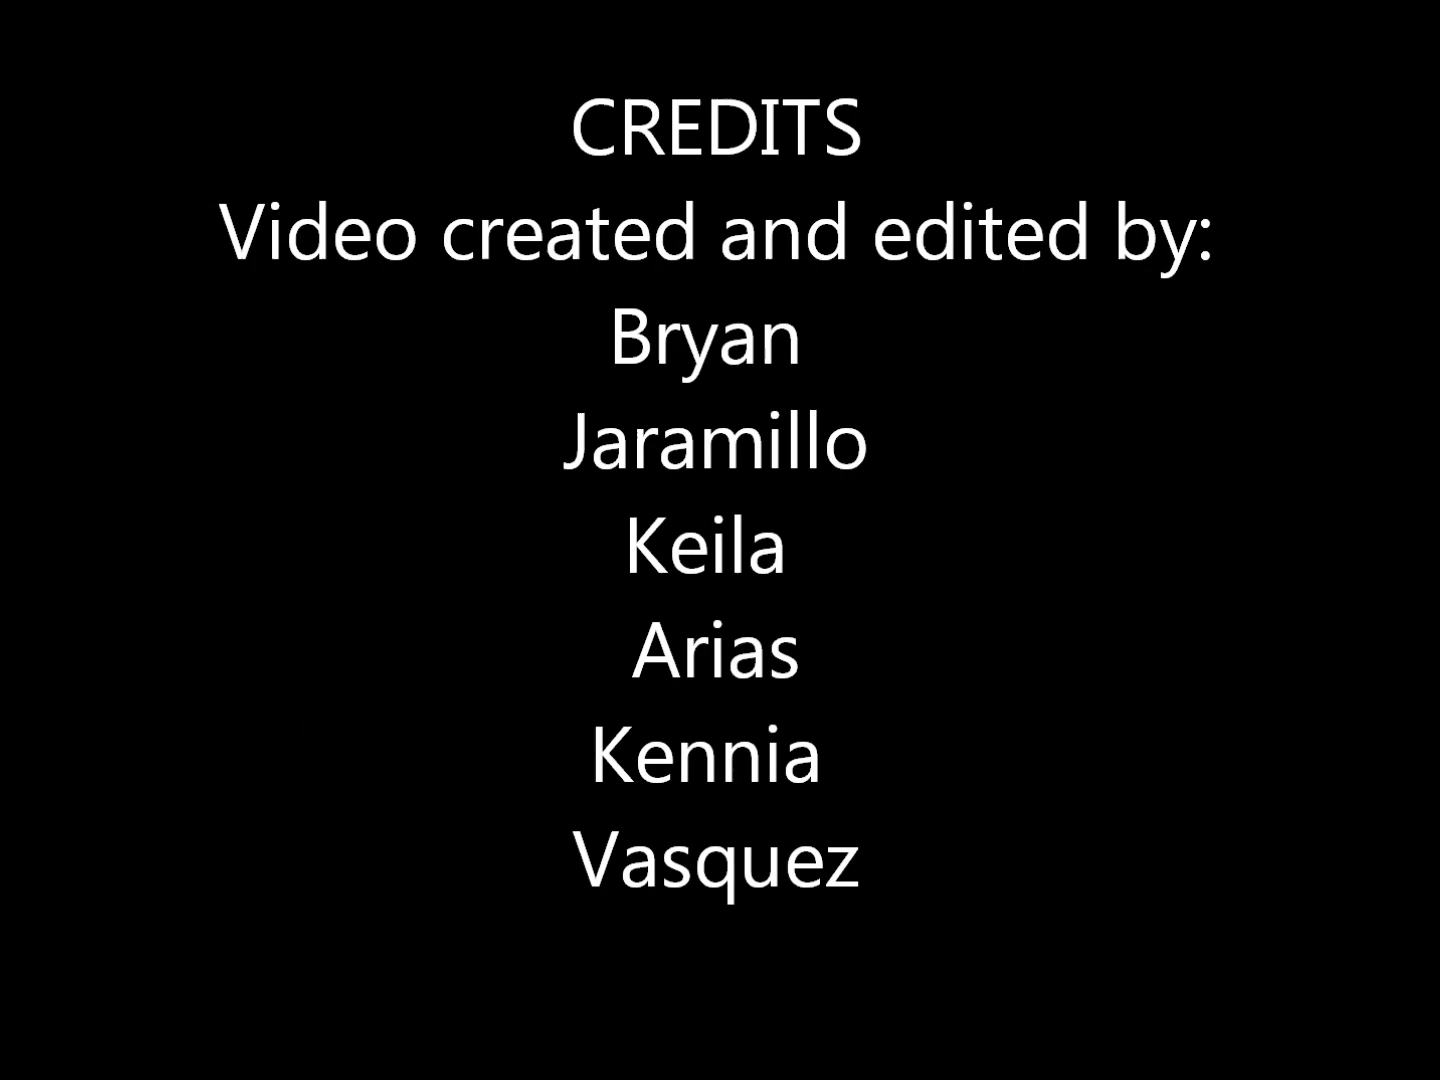 CREDITS
Video created and edited by:
Bryan
Jaramillo
Keila
Arias
Kennia
Vasquez